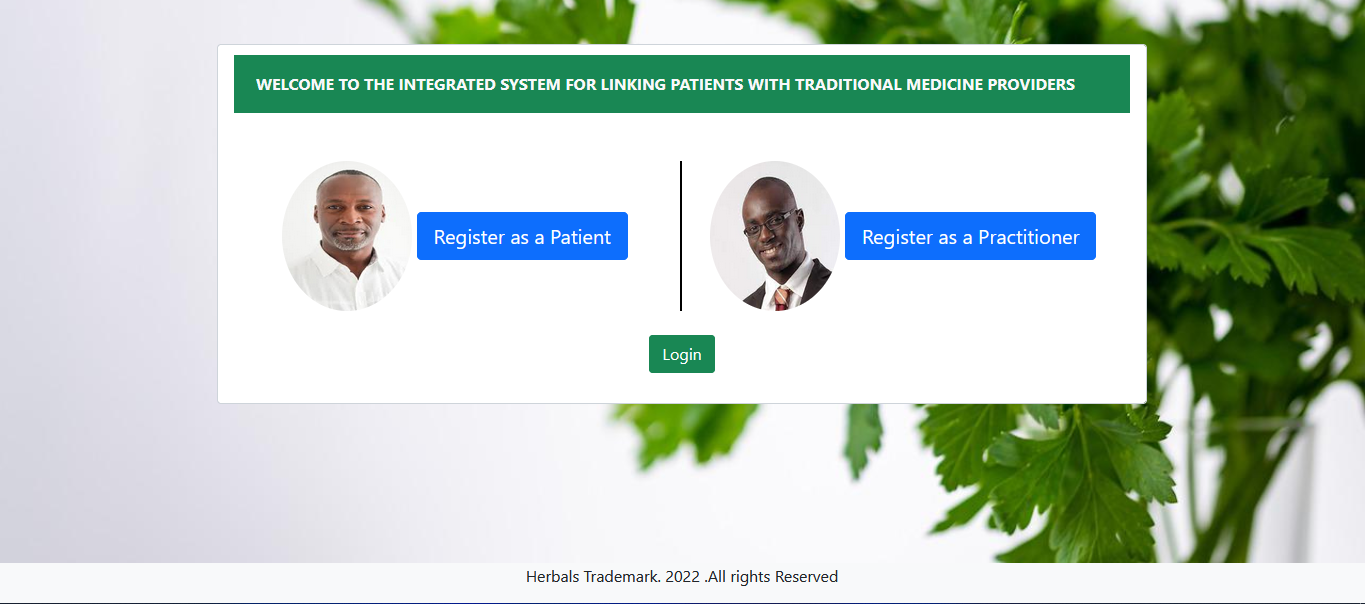 WELCOME TO THE INTEGRATED SYSTEM FOR LINKING PATIENTS WITH TRADITIONAL MEDICINE PROVIDERS
Register as a Patient
Register as a Practitioner
Login
Herbals Trademark. 2022 .All rights Reserved